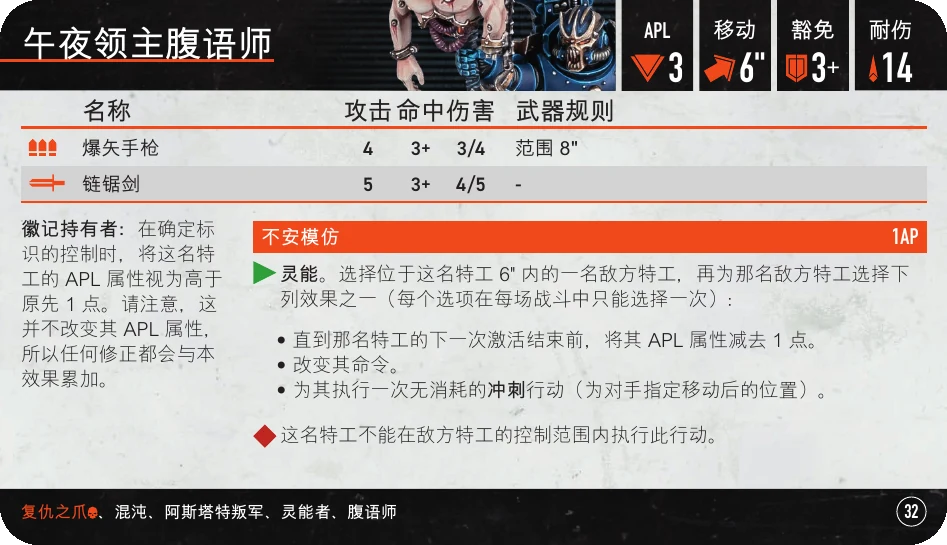 午夜领主腹语师
APL 移动 豁免 耐伤
3 6" 3+ 14
名称 攻击 命中 伤害 武器规则
爆矢手枪 4 3+ 3/4 范围 8"
链锯剑 5 3+ 4/5 -
徽记持有者：在确定标
识的控制时，将这名特
工的 APL 属性视为高于
原先 1 点。请注意，这
并不改变其 APL 属性，
所以任何修正都会与本
效果累加。
不安模仿 1AP
灵能。选择位于这名特工 6" 内的一名敌方特工，再为那名敌方特工选择下
列效果之一（每个选项在每场战斗中只能选择一次）：
• 直到那名特工的下一次激活结束前，将其 APL 属性减去 1 点。
• 改变其命令。
• 为其执行一次无消耗的冲刺行动（为对手指定移动后的位置）。
这名特工不能在敌方特工的控制范围内执行此行动。
复仇之爪、混沌、阿斯塔特叛军、灵能者、腹语师 32